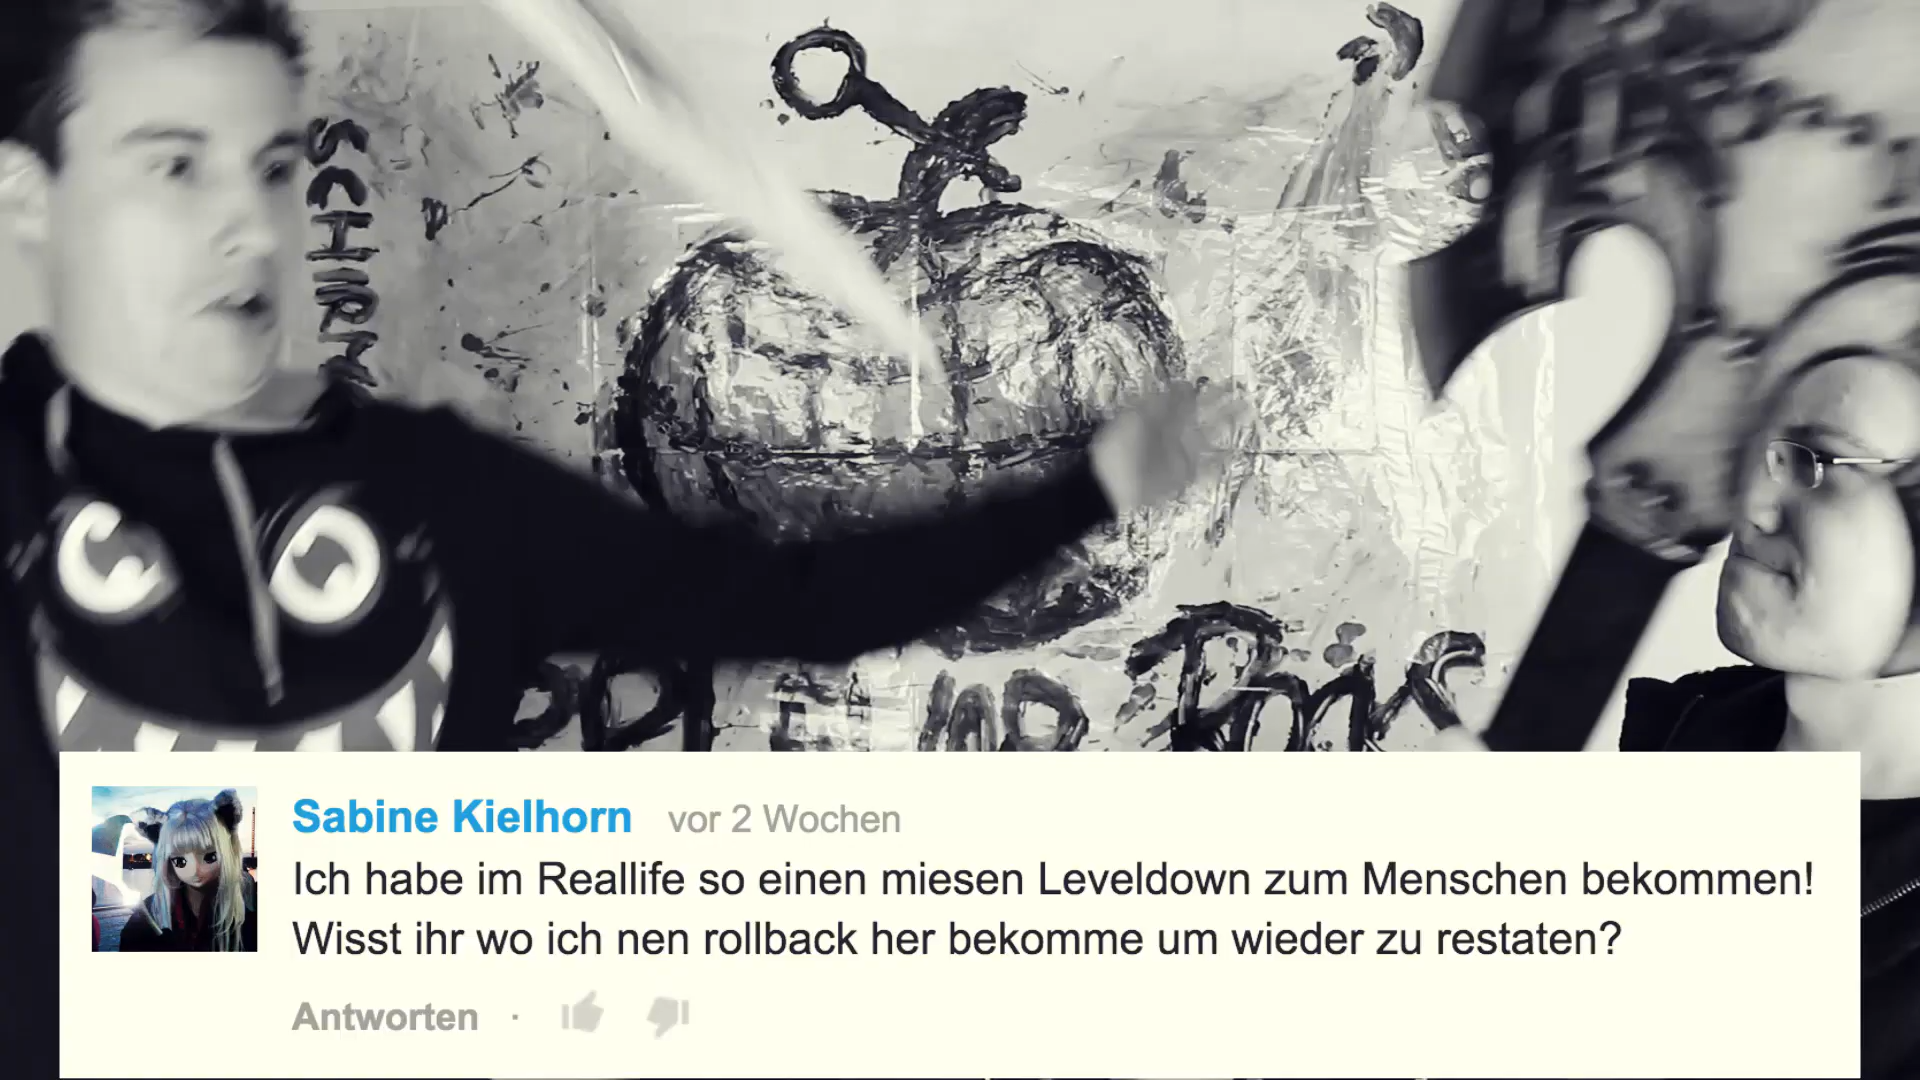 Sabine Kielhorn vor 2 Wochen
Ich habe im Reallife so einen miesen Leveldown zum Menschen bekommen!
Wisst ihr wo ich nen rollback her bekomme um wieder zu restaten?
Antworten ·